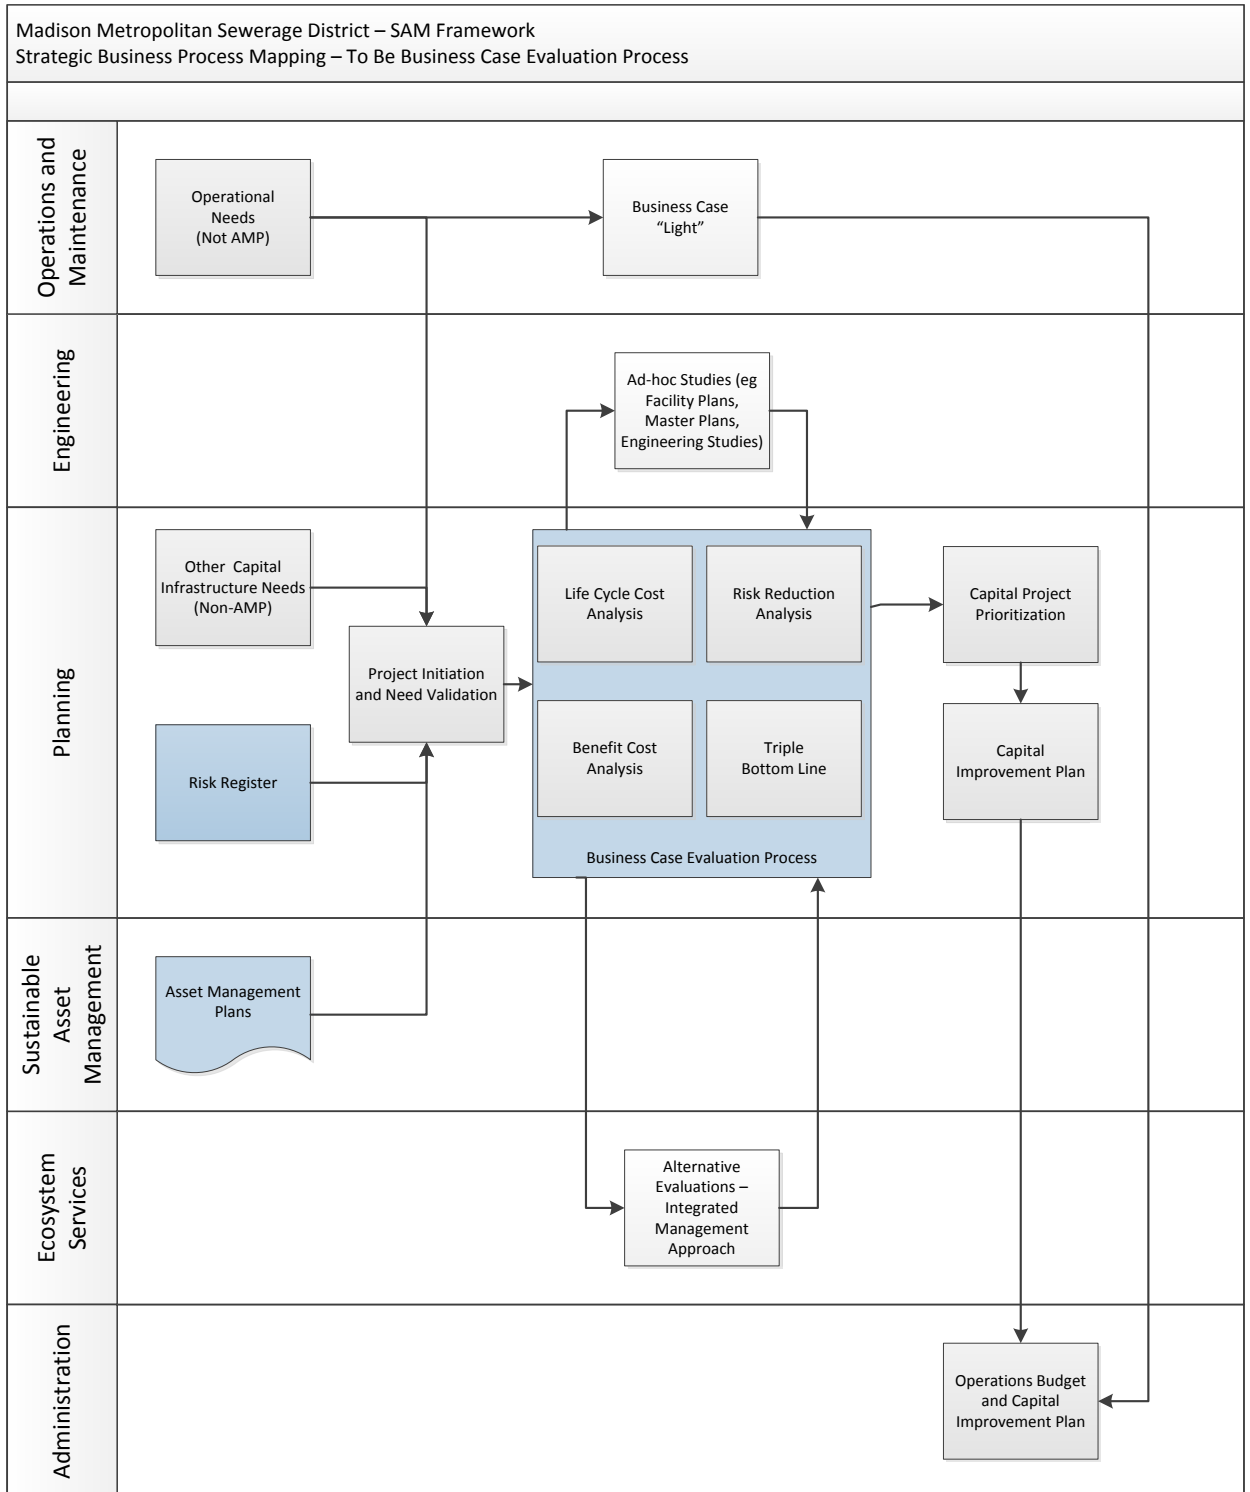 Madison Metropolitan Sewerage District – SAM Framework
Strategic Business Process Mapping – To Be Business Case Evaluation Process
Operations and
Maintenance
Operational
Needs
(Not AMP)
Business Case
“Light”
Engineering
Ad-hoc Studies (eg
Facility Plans,
Master Plans,
Engineering Studies)
Planning
Other Capital
Infrastructure Needs
(Non-AMP)
Risk Register
Project Initiation
and Need Validation
Life Cycle Cost
Analysis
Risk Reduction
Analysis
Benefit Cost
Analysis
Triple
Bottom Line
Business Case Evaluation Process
Capital Project
Prioritization
Capital
Improvement Plan
Sustainable
Asset
Management
Asset Management
Plans
Ecosystem
Services
Alternative
Evaluations –
Integrated
Management
Approach
Administration
Operations Budget
and Capital
Improvement Plan